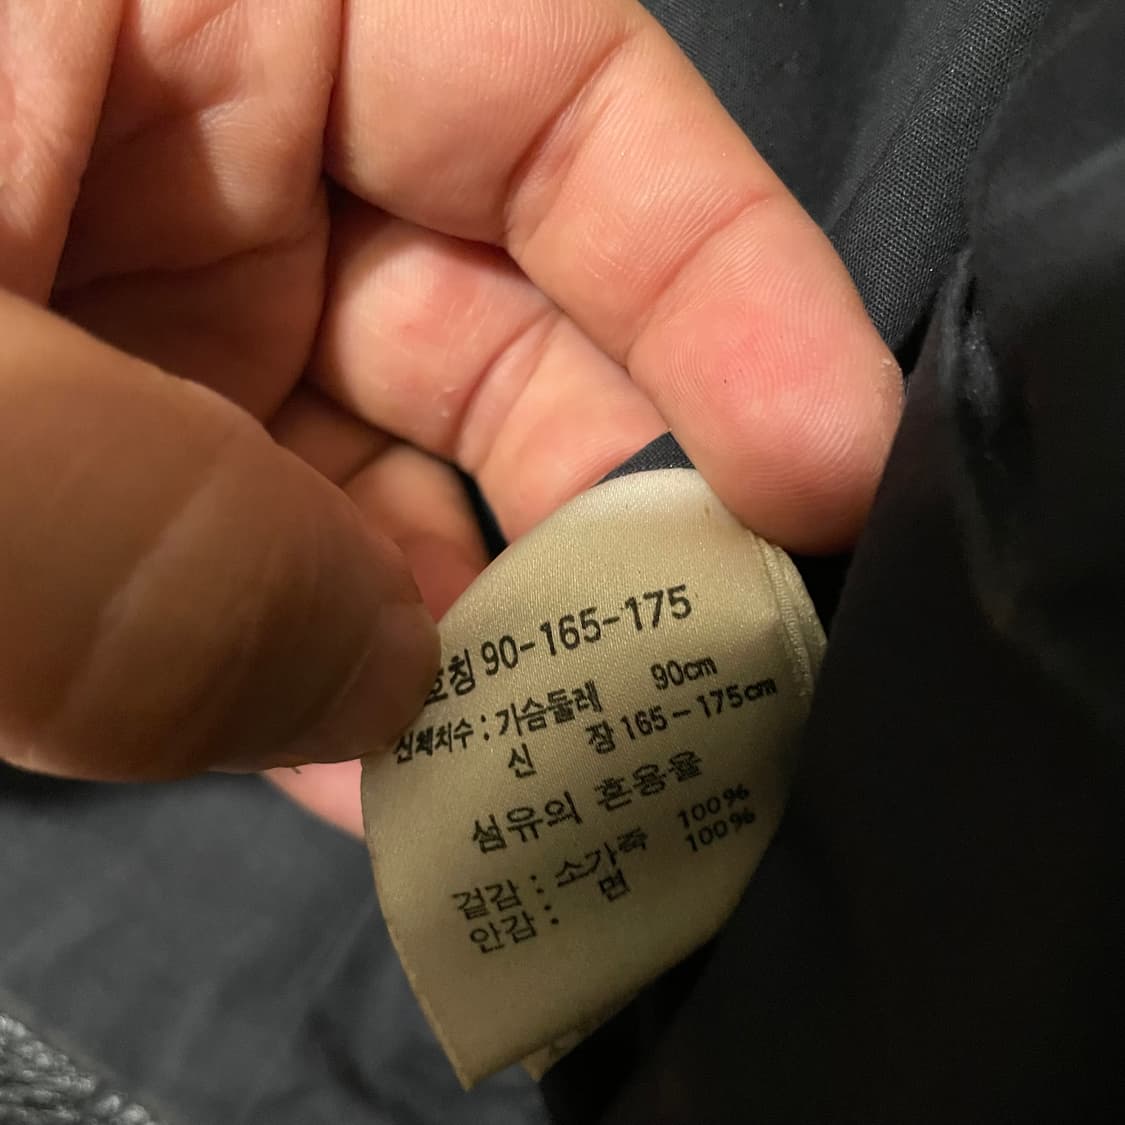 호칭 90-165-175
신체치수 : 가슴둘레 90cm
신 장 165-175cm
섬유의 혼용율
겉감 : 소가죽 100%
안감 : 면 100%